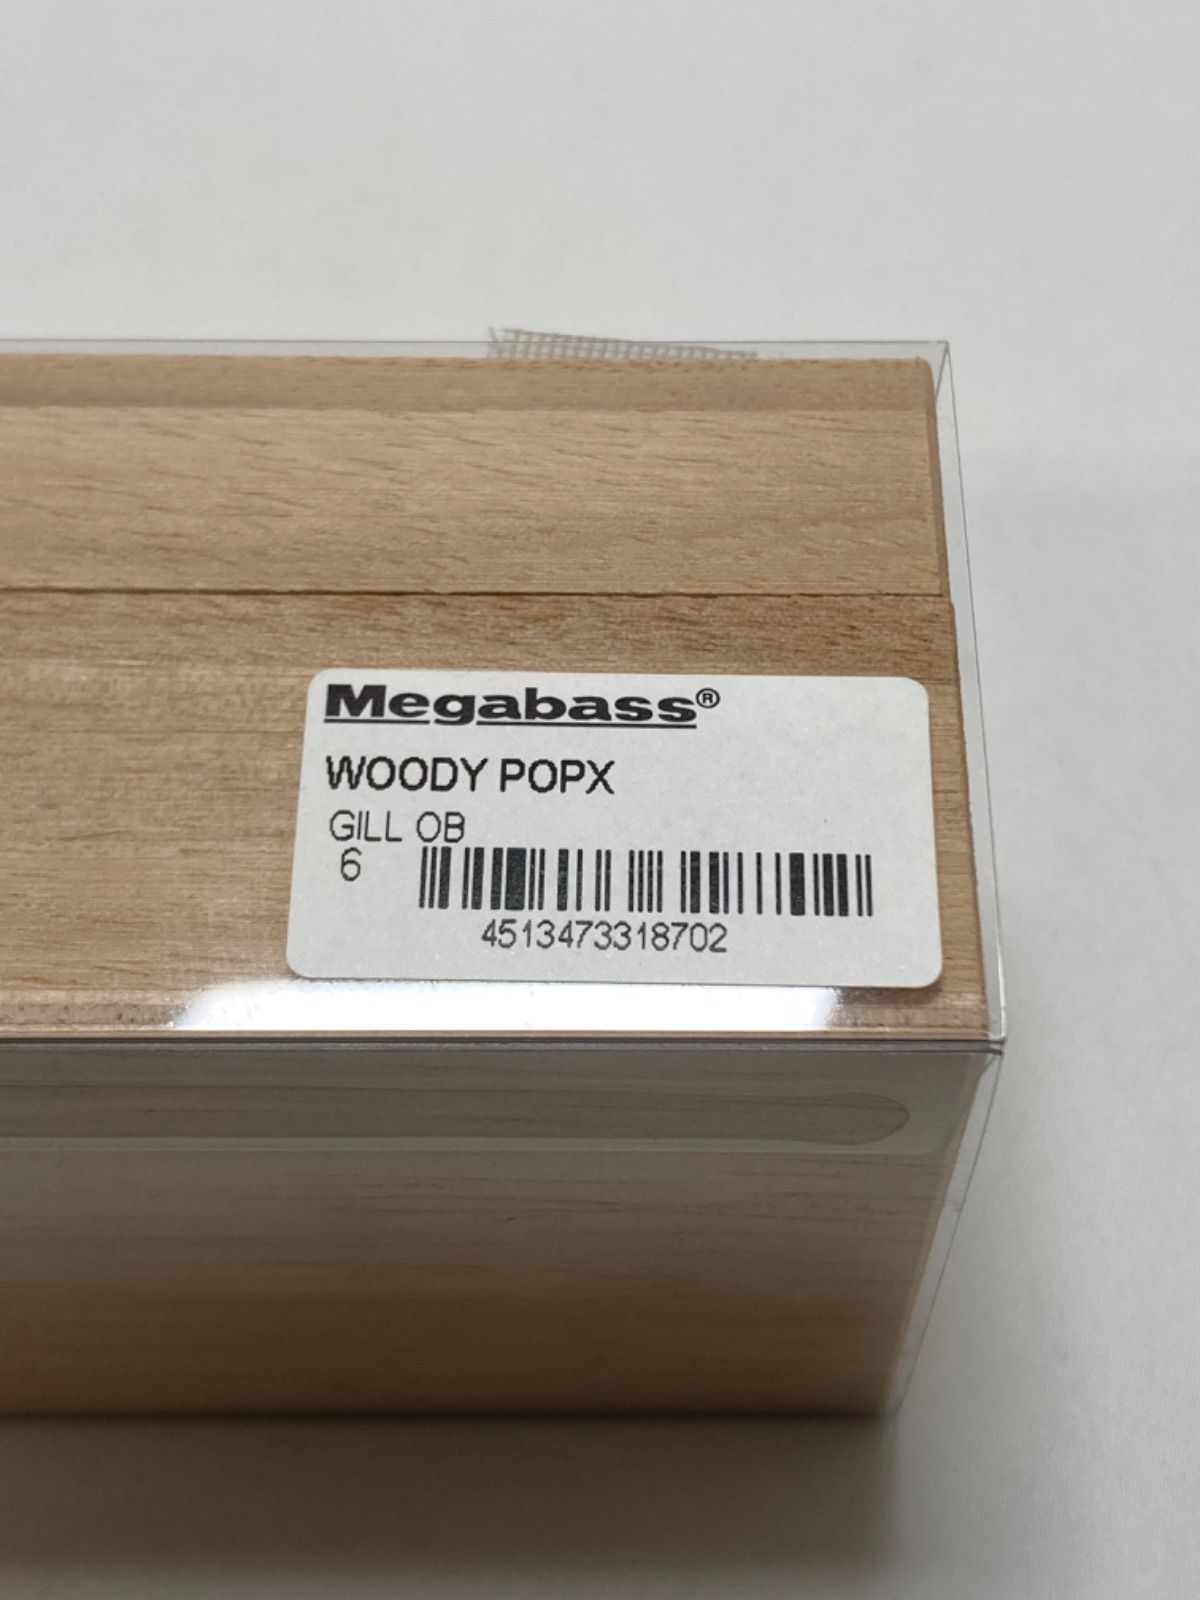 Megabass®
WOODY POPX
GILL OB
6
4513473318702